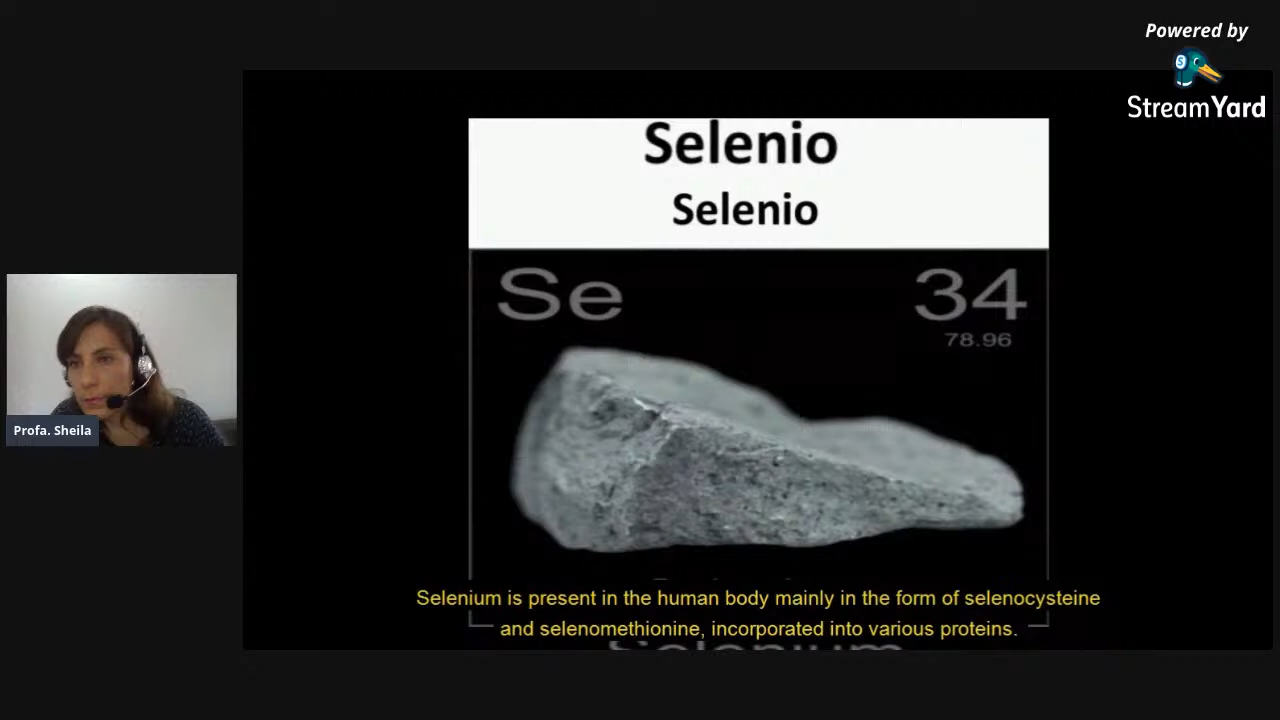 Powered by
StreamYard
Selenio
Selenio
Se
34
78.96
Profa. Sheila
Selenium is present in the human body mainly in the form of selenocysteine
and selenomethionine, incorporated into various proteins.
Selenium